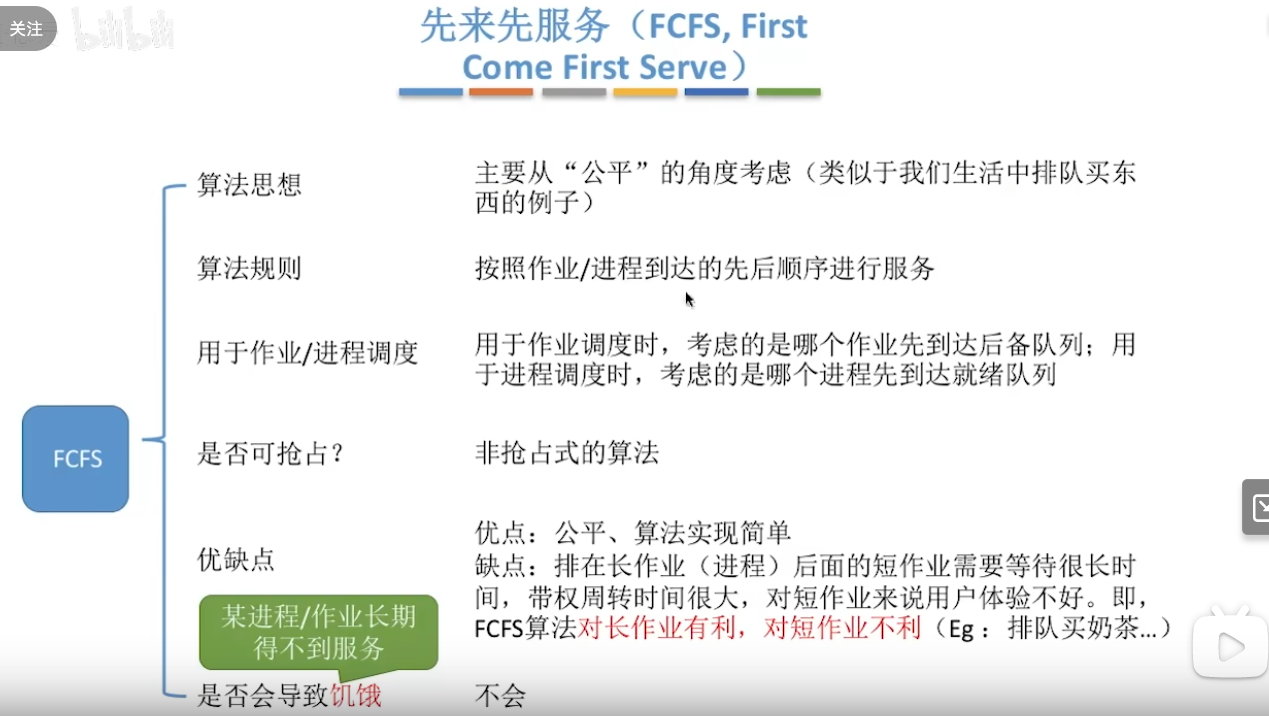 关注
bilibili
先来先服务（FCFS, First
Come First Serve）
算法思想
主要从“公平”的角度考虑（类似于我们生活中排队买东
西的例子）
算法规则
按照作业/进程到达的先后顺序进行服务
用于作业/进程调度
用于作业调度时，考虑的是哪个作业先到达后备队列；用
于进程调度时，考虑的是哪个进程先到达就绪队列
FCFS
是否可抢占？
非抢占式的算法
优缺点
优点：公平、算法实现简单
缺点：排在长作业（进程）后面的短作业需要等待很长时
间，带权周转时间很大，对短作业来说用户体验不好。即，
FCFS算法对长作业有利，对短作业不利（Eg：排队买奶茶...）
某进程/作业长期
得不到服务
是否会导致饥饿
不会